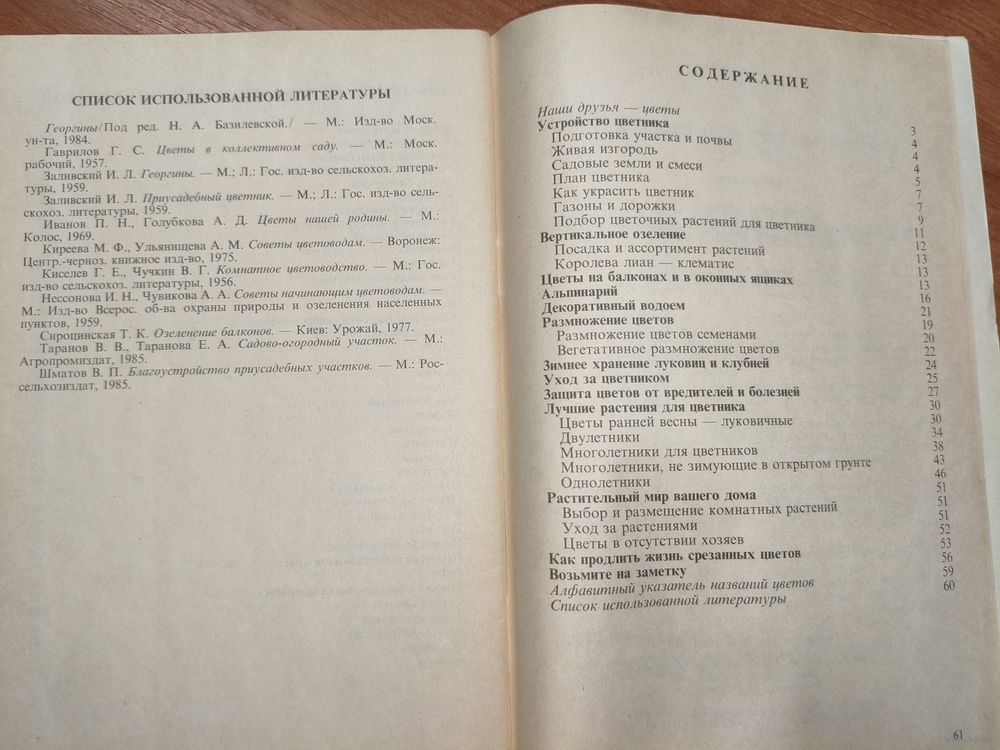 СПИСОК ИСПОЛЬЗОВАННОЙ ЛИТЕРАТУРЫ
Георгины/Под ред. Н. А. Базилевской./ — М.: Изд-во Моск.
ун-та, 1984.
Гаврилов Г. С. Цветы в коллективном саду. — М.: Моск.
рабочий, 1957.
Заливский И. Л. Георгины. — М.; Л.: Гос. изд-во сельскохоз. литера-
туры, 1959.
Заливский И. Л. Приусадебный цветник. — М.; Л.: Гос. изд-во сель-
скохоз. литературы, 1959.
Иванов П. Н., Голубкова А. Д. Цветы нашей родины. — М.:
Колос, 1969.
Киреева М. Ф., Ульянищева А. М. Советы цветоводам. — Воронеж:
Центр.-черноз. книжное изд-во, 1975.
Киселев Г. Е., Чучкин В. Г. Комнатное цветоводство. — М.: Гос.
изд-во сельскохоз. литературы, 1956.
Нессонова И. Н., Чувикова А. А. Советы начинающим цветоводам. —
М.: Изд-во Всерос. об-ва охраны природы и озеленения населенных
пунктов, 1959.
Сироцинская Т. К. Озеленение балконов. — Киев: Урожай, 1977.
Таранов В. В., Таранова Е. А. Садово-огородный участок. — М.:
Агропромиздат, 1985.
Шматов В. П. Благоустройство приусадебных участков. — М.: Рос-
сельхозиздат, 1985.
СОДЕРЖАНИЕ
Наши друзья — цветы 3
Устройство цветника 4
Подготовка участка и почвы 4
Живая изгородь 4
Садовые земли и смеси 5
План цветника 7
Как украсить цветник 7
Газоны и дорожки 9
Подбор цветочных растений для цветника 11
Вертикальное озеление 12
Посадка и ассортимент растений 13
Королева лиан — клематис 13
Цветы на балконах и в оконных ящиках 13
Альпинарий 16
Декоративный водоем 21
Размножение цветов 19
Размножение цветов семенами 20
Вегетативное размножение цветов 22
Зимнее хранение луковиц и клубней 24
Уход за цветником 25
Защита цветов от вредителей и болезней 27
Лучшие растения для цветника 30
Цветы ранней весны — луковичные 30
Двулетники 34
Многолетники для цветников 38
Многолетники, не зимующие в открытом грунте 43
Однолетники 46
Растительный мир вашего дома 51
Выбор и размещение комнатных растений 51
Уход за растениями 51
Цветы в отсутствии хозяев 52
Как продлить жизнь срезанных цветов 53
Возьмите на заметку 56
Алфавитный указатель названий цветов 59
Список использованной литературы 60
61